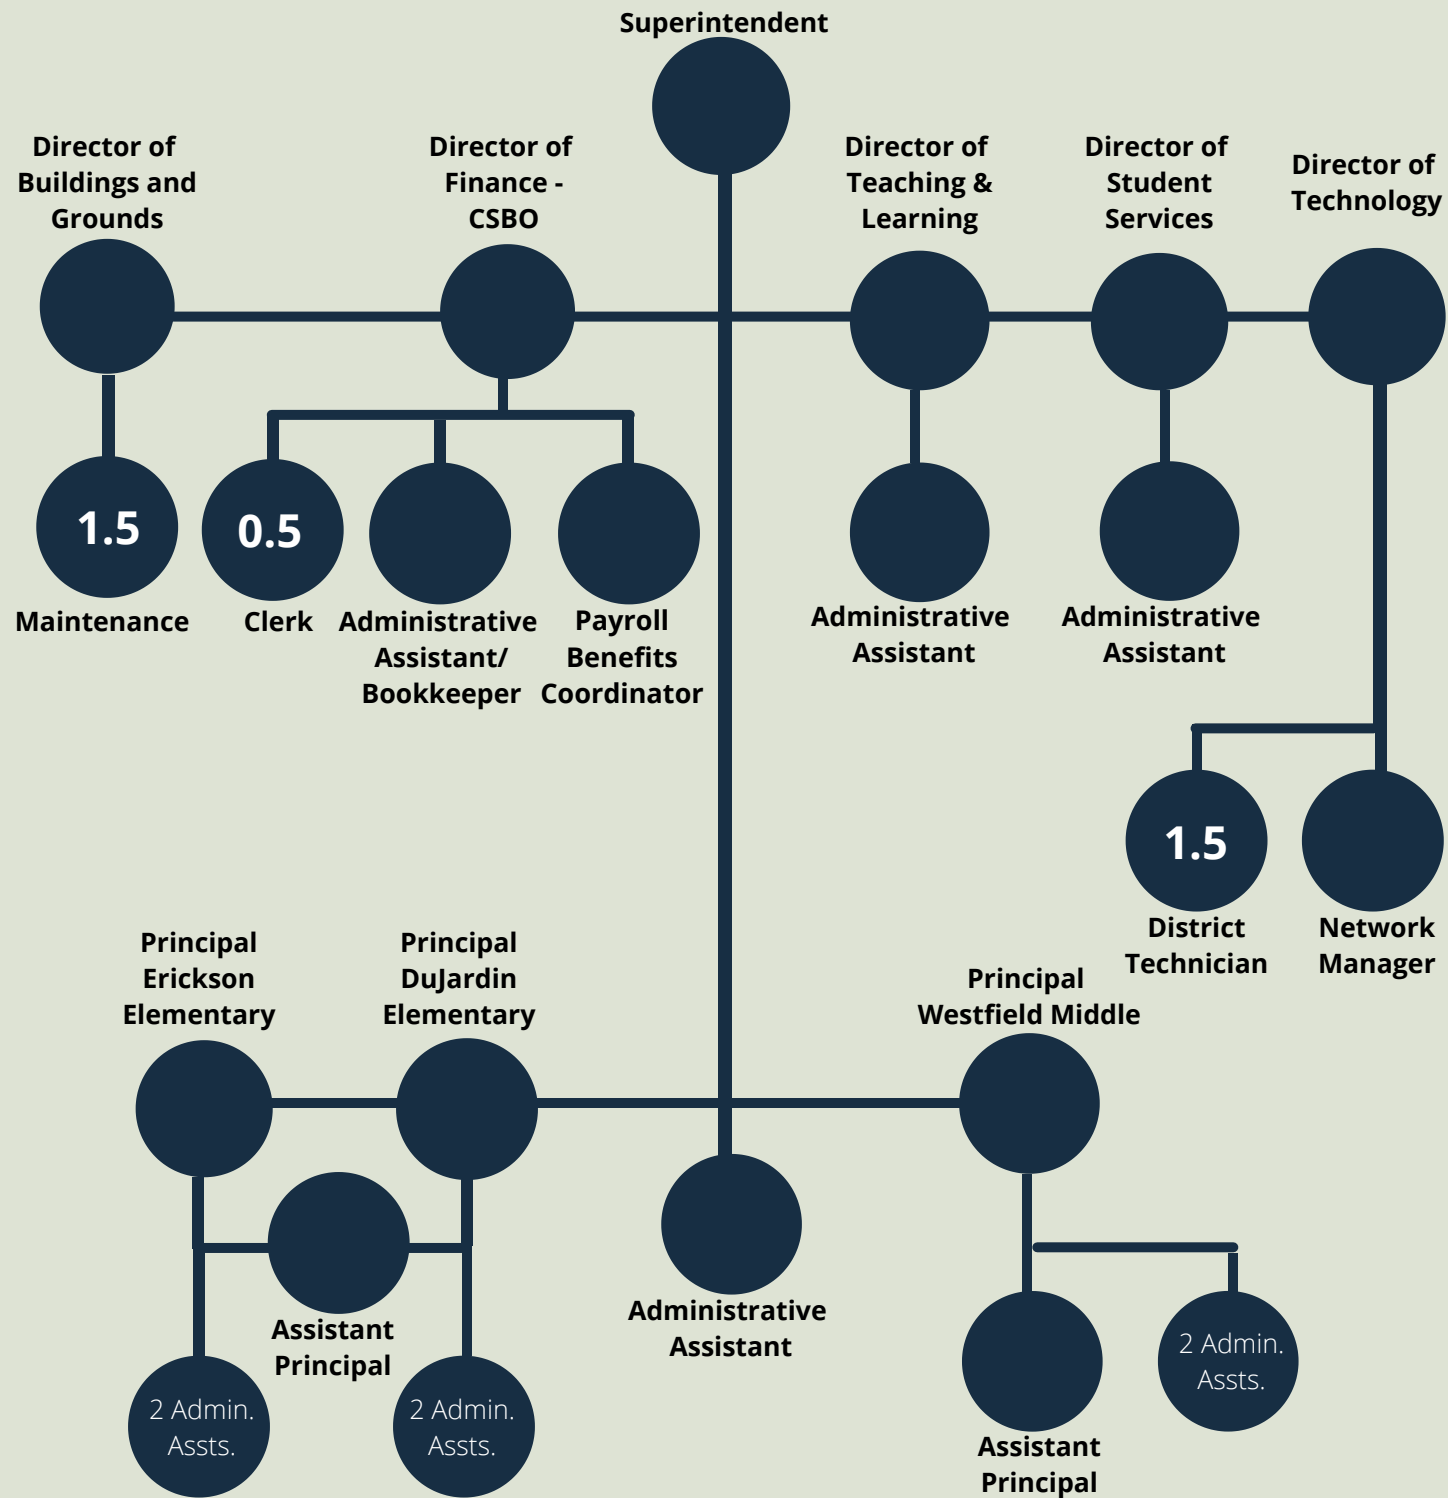 Superintendent
Director of
Buildings and
Grounds
Director of
Finance -
CSBO
Director of
Teaching &
Learning
Director of
Student
Services
Director of
Technology
1.5
Maintenance
0.5
Clerk
Administrative
Assistant/
Bookkeeper
Payroll
Benefits
Coordinator
Administrative
Assistant
Administrative
Assistant
1.5
District
Technician
Network
Manager
Principal
Erickson
Elementary
Principal
DuJardin
Elementary
Principal
Westfield Middle
Assistant
Principal
2 Admin.
Assts.
2 Admin.
Assts.
Administrative
Assistant
Assistant
Principal
2 Admin.
Assts.